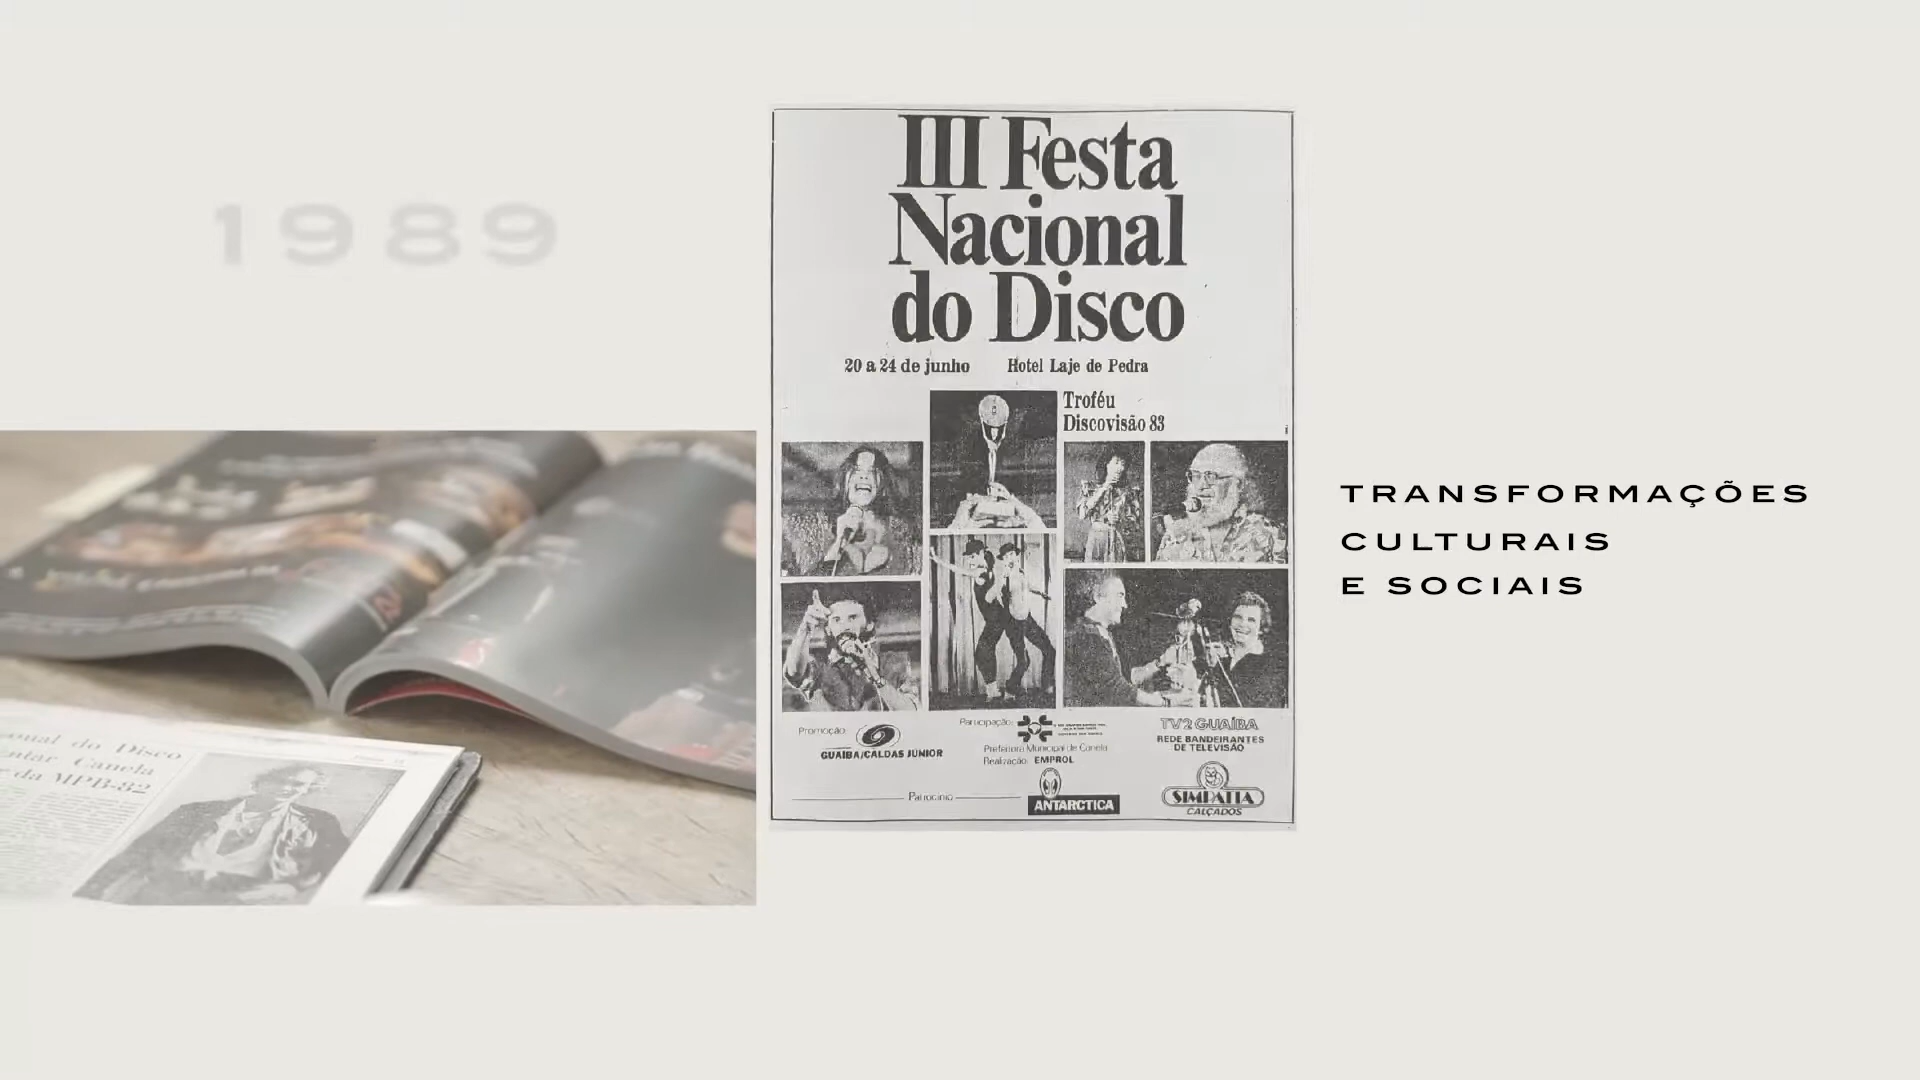 1989
III Festa
Nacional
do Disco
20 a 24 de junho Hotel Laje de Pedra
Troféu
Discovisão 83
Promoção:
GUAÍBA/CALDAS JÚNIOR
Participação:
Prefeitura Municipal de Canela
Realização: EMPROL
TV2 GUAÍBA
REDE BANDEIRANTES
DE TELEVISÃO
Patrocínio
ANTARCTICA
SIMPATIA
CALÇADOS
TRANSFORMAÇÕES
CULTURAIS
E SOCIAIS
onal do Disco
entar Canela
da MPB-82